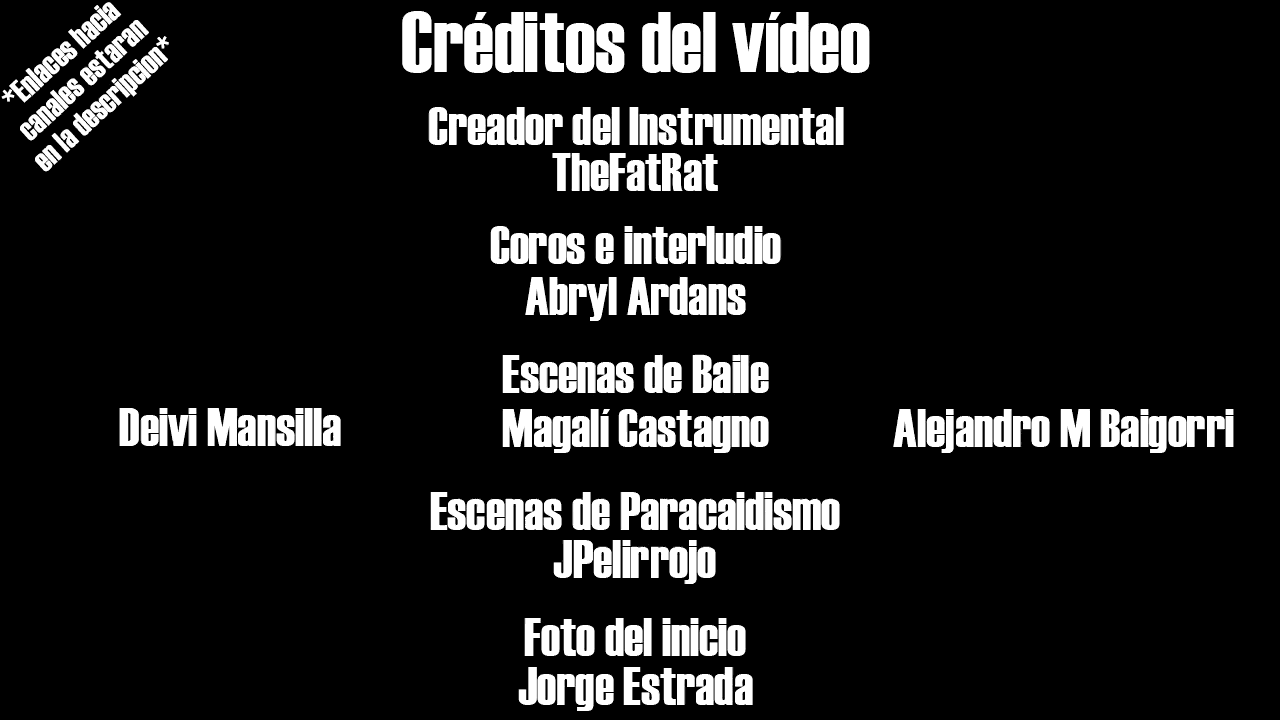 *Enlaces hacia
canales estaran
en la descripcion*
Créditos del vídeo
Creador del Instrumental
TheFatRat
Coros e interludio
Abryl Ardans
Escenas de Baile
Deivi Mansilla Magalí Castagno Alejandro M Baigorri
Escenas de Paracaidismo
JPelirrojo
Foto del inicio
Jorge Estrada